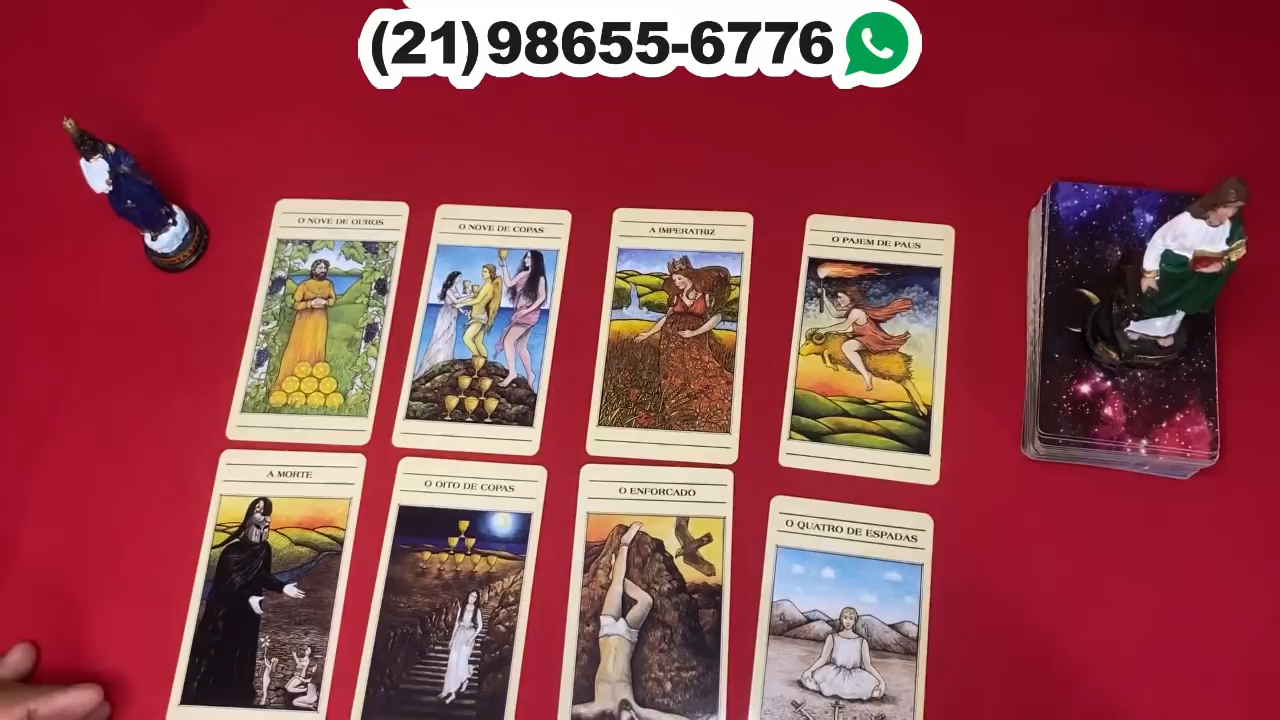 (21)98655-6776
O NOVE DE OUROS
O NOVE DE COPAS
A IMPERATRIZ
O PAJEM DE PAUS
A MORTE
O OITO DE COPAS
O ENFORCADO
O QUATRO DE ESPADAS